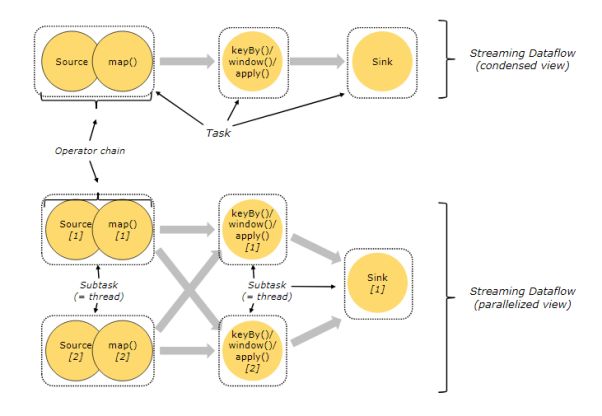 Source
map()
keyBy()/
window()/
apply()
Sink
Streaming Dataflow
(condensed view)
Task
Operator chain
Source
[1]
map()
[1]
keyBy()/
window()/
apply()
[1]
Subtask
(= thread)
Subtask
(= thread)
Sink
[1]
Streaming Dataflow
(parallelized view)
Source
[2]
map()
[2]
keyBy()/
window()/
apply()
[2]